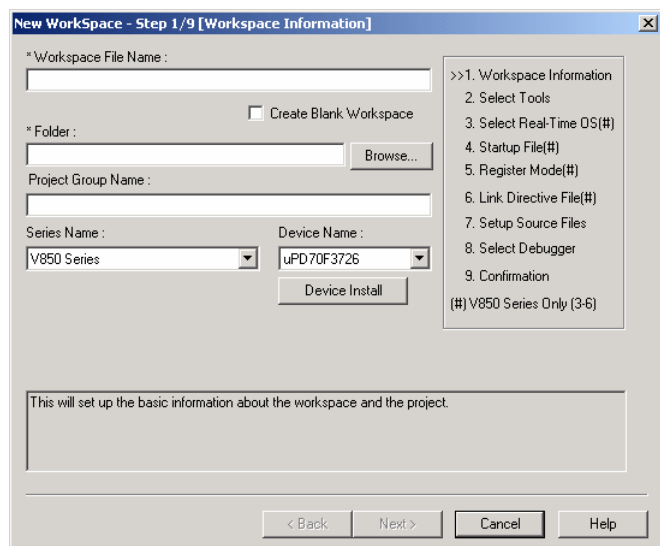 New WorkSpace - Step 1/9 [Workspace Information]
* Workspace File Name :
Create Blank Workspace
* Folder :
Browse...
Project Group Name :
Series Name :
Device Name :
V850 Series
uPD70F3726
Device Install
>>1. Workspace Information
2. Select Tools
3. Select Real-Time OS(#)
4. Startup File(#)
5. Register Mode(#)
6. Link Directive File(#)
7. Setup Source Files
8. Select Debugger
9. Confirmation
(#) V850 Series Only (3-6)
This will set up the basic information about the workspace and the project.
< Back
Next >
Cancel
Help